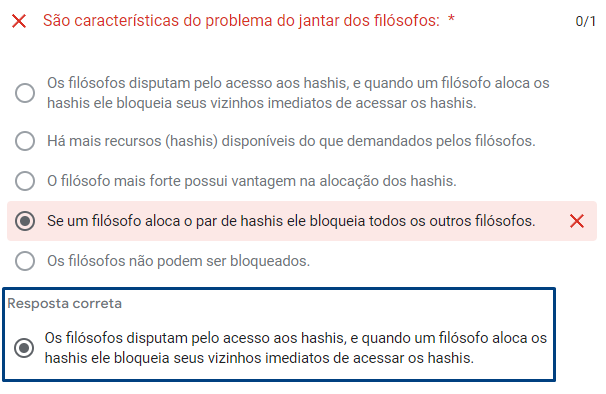 São características do problema do jantar dos filósofos: * 0/1
Os filósofos disputam pelo acesso aos hashis, e quando um filósofo aloca os
hashis ele bloqueia seus vizinhos imediatos de acessar os hashis.
Há mais recursos (hashis) disponíveis do que demandados pelos filósofos.
O filósofo mais forte possui vantagem na alocação dos hashis.
Se um filósofo aloca o par de hashis ele bloqueia todos os outros filósofos.
Os filósofos não podem ser bloqueados.
Resposta correta
Os filósofos disputam pelo acesso aos hashis, e quando um filósofo aloca os
hashis ele bloqueia seus vizinhos imediatos de acessar os hashis.